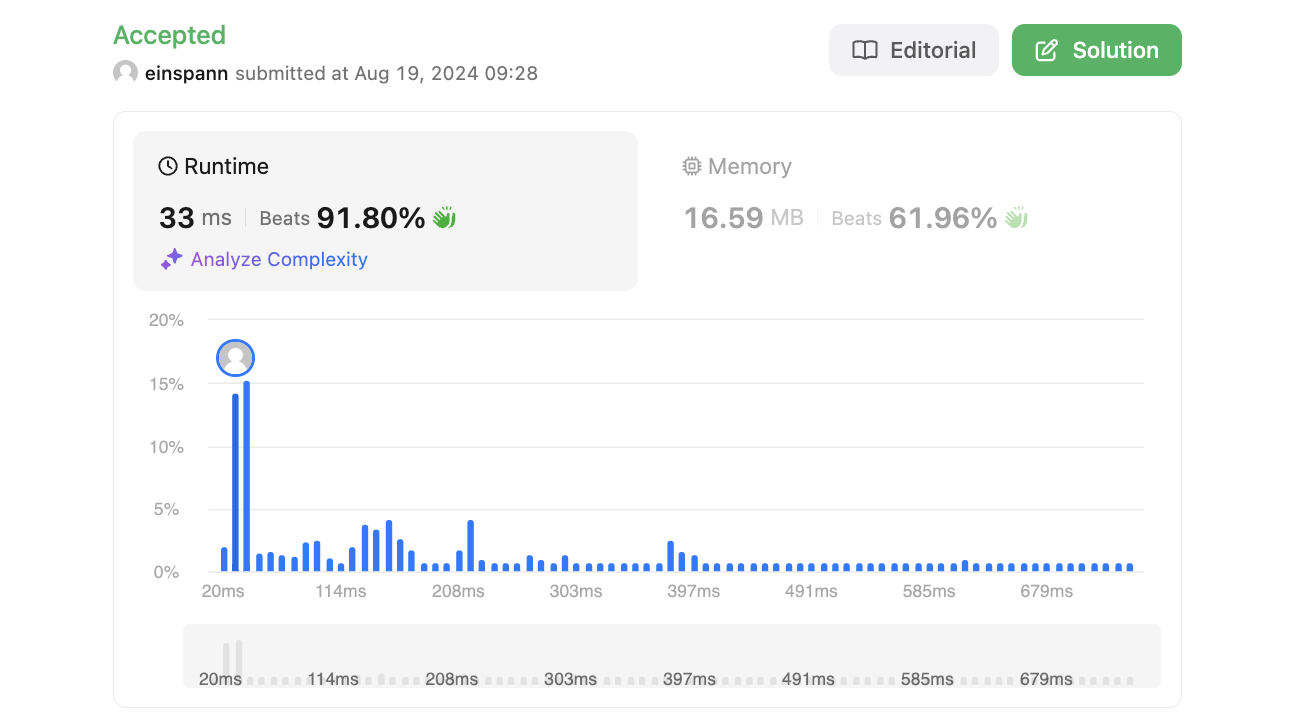 Accepted
einspann submitted at Aug 19, 2024 09:28
Editorial
Solution
Runtime
33 ms Beats 91.80%
Analyze Complexity
Memory
16.59 MB Beats 61.96%
20%
15%
10%
5%
0%
20ms 114ms 208ms 303ms 397ms 491ms 585ms 679ms
20ms 114ms 208ms 303ms 397ms 491ms 585ms 679ms